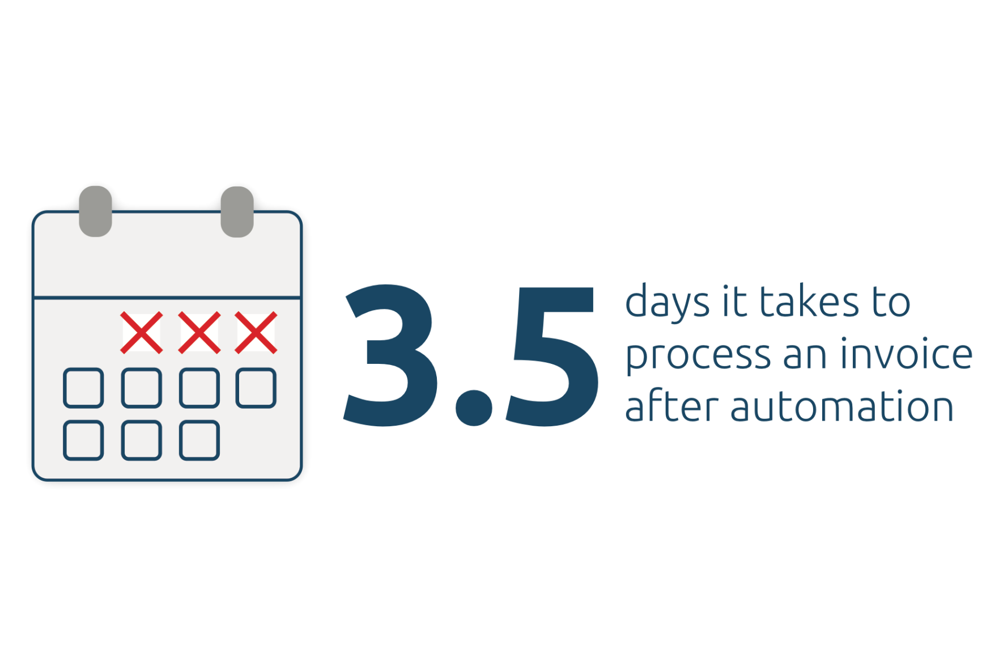 3.5
days it takes to
process an invoice
after automation